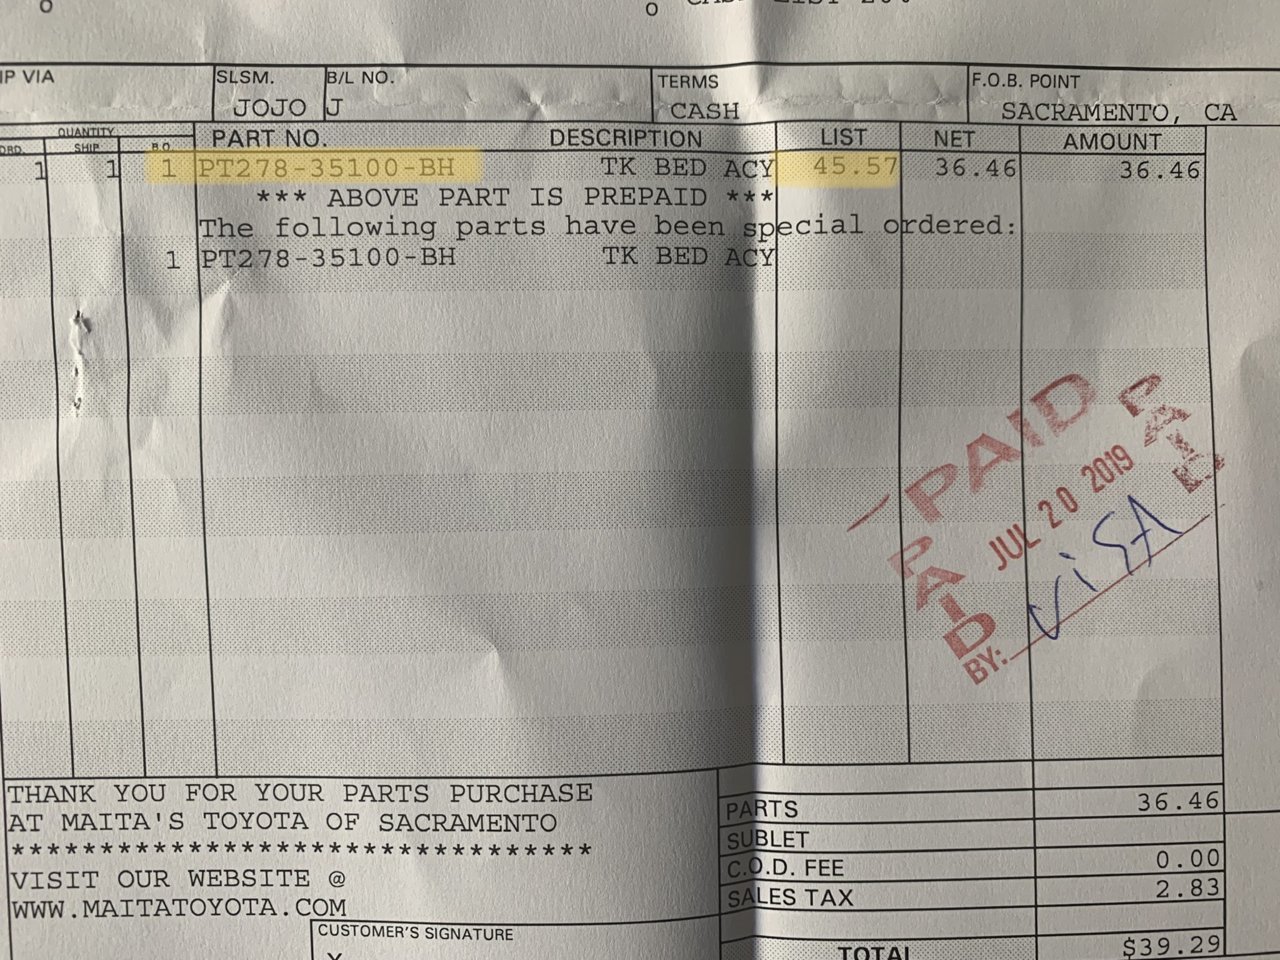 IP VIA
SLSM. B/L NO. TERMS F.O.B. POINT
JOJO J CASH SACRAMENTO, CA
QUANTITY
ORD. SHIP B.O. PART NO. DESCRIPTION LIST NET AMOUNT
1 1 1 PT278-35100-BH TK BED ACY 45.57 36.46 36.46
*** ABOVE PART IS PREPAID ***
The following parts have been special ordered:
1 PT278-35100-BH TK BED ACY
PAID
PAID
JUL 20 2019
PAID
BY: VISA
THANK YOU FOR YOUR PARTS PURCHASE
AT MAITA'S TOYOTA OF SACRAMENTO
*********************************
VISIT OUR WEBSITE @
WWW.MAITATOYOTA.COM
CUSTOMER'S SIGNATURE
X
PARTS 36.46
SUBLET
C.O.D. FEE 0.00
SALES TAX 2.83
TOTAL $39.29